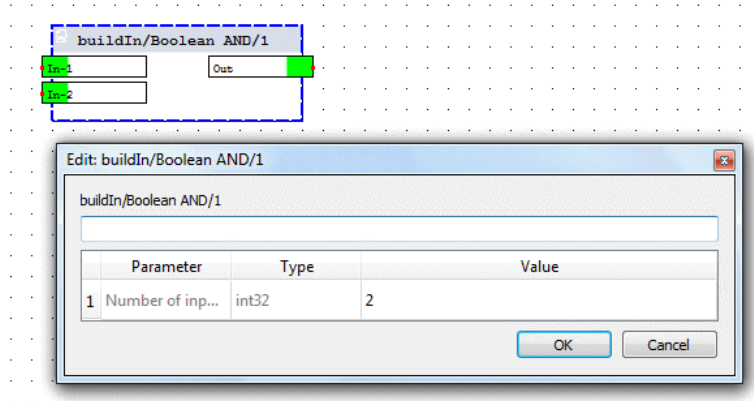 buildIn/Boolean AND/1
In-1 Out
In-2
Edit: buildIn/Boolean AND/1
buildIn/Boolean AND/1
Parameter Type Value
1 Number of inp... int32 2
OK Cancel